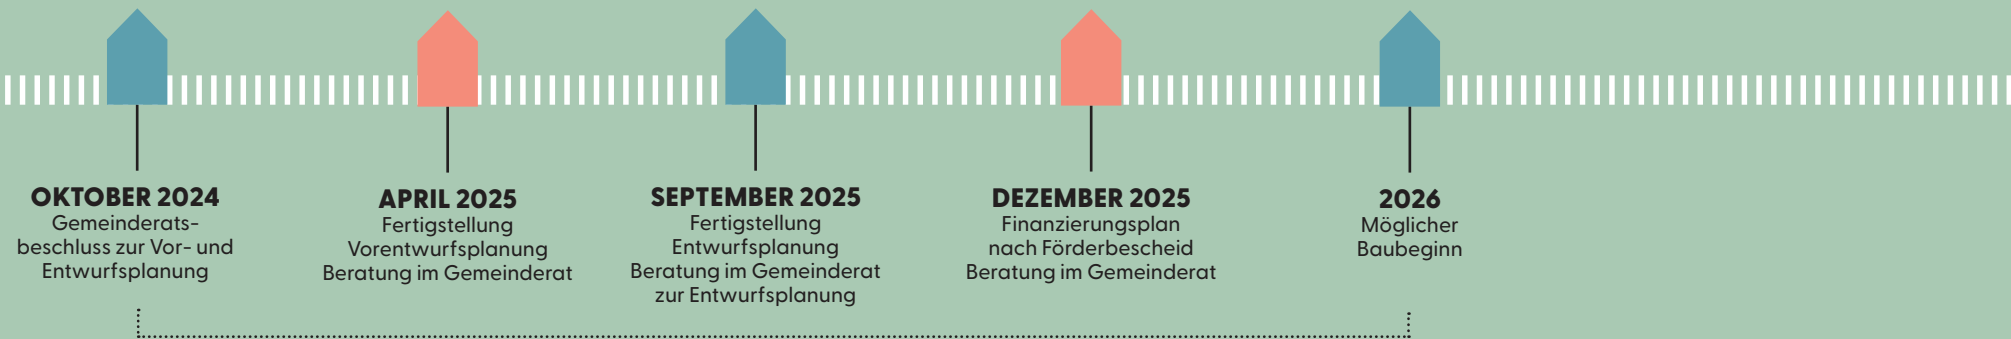 OKTOBER 2024
Gemeinderats-
beschluss zur Vor- und
Entwurfsplanung
APRIL 2025
Fertigstellung
Vorentwurfsplanung
Beratung im Gemeinderat
SEPTEMBER 2025
Fertigstellung
Entwurfsplanung
Beratung im Gemeinderat
zur Entwurfsplanung
DEZEMBER 2025
Finanzierungsplan
nach Förderbescheid
Beratung im Gemeinderat
2026
Möglicher
Baubeginn